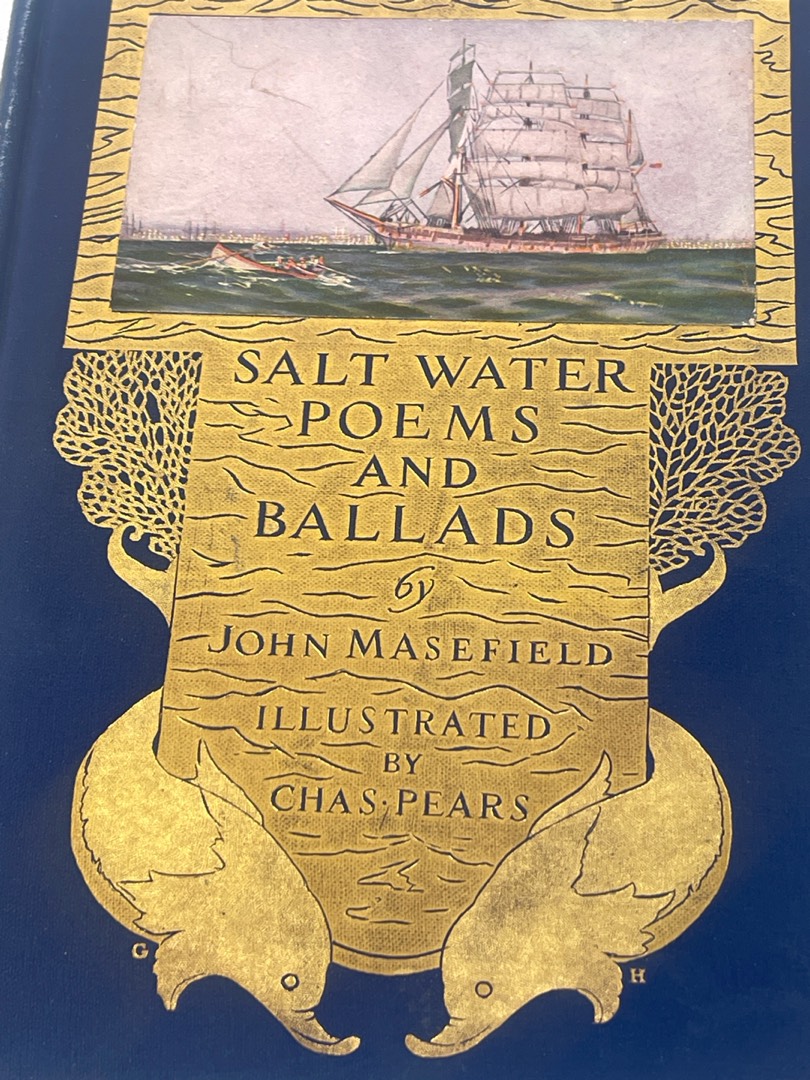 SALT WATER
POEMS
AND
BALLADS
by
JOHN MASEFIELD
ILLUSTRATED
BY
CHAS·PEARS
G H